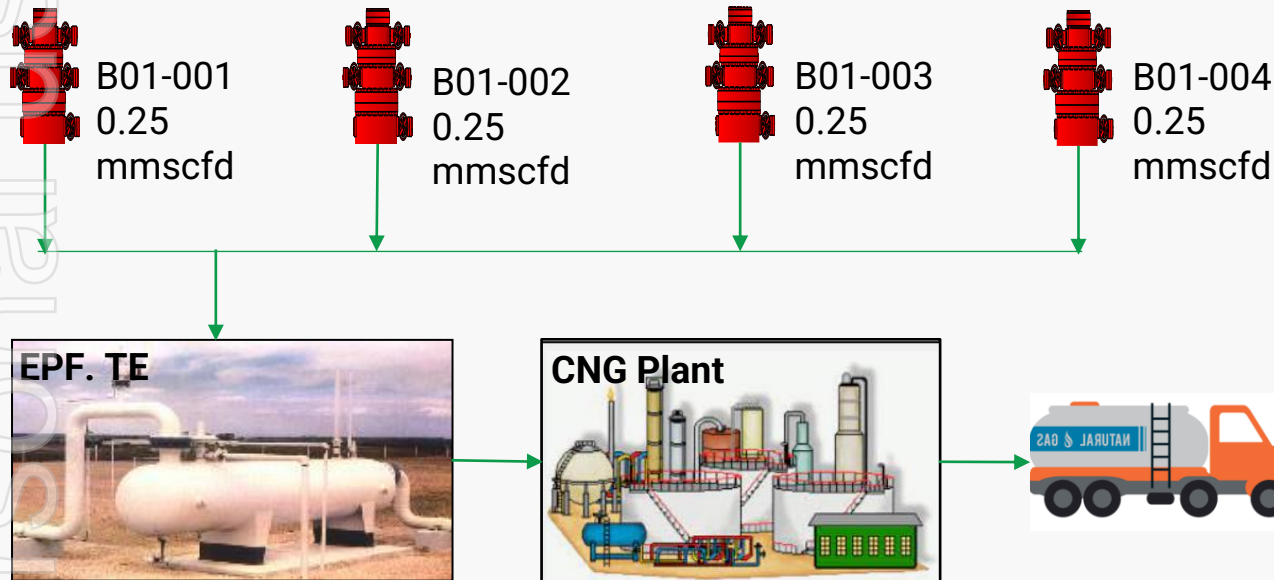 B01-001
0.25
mmscfd
B01-002
0.25
mmscfd
B01-003
0.25
mmscfd
B01-004
0.25
mmscfd
EPF. TE
CNG Plant
NATURAL GAS